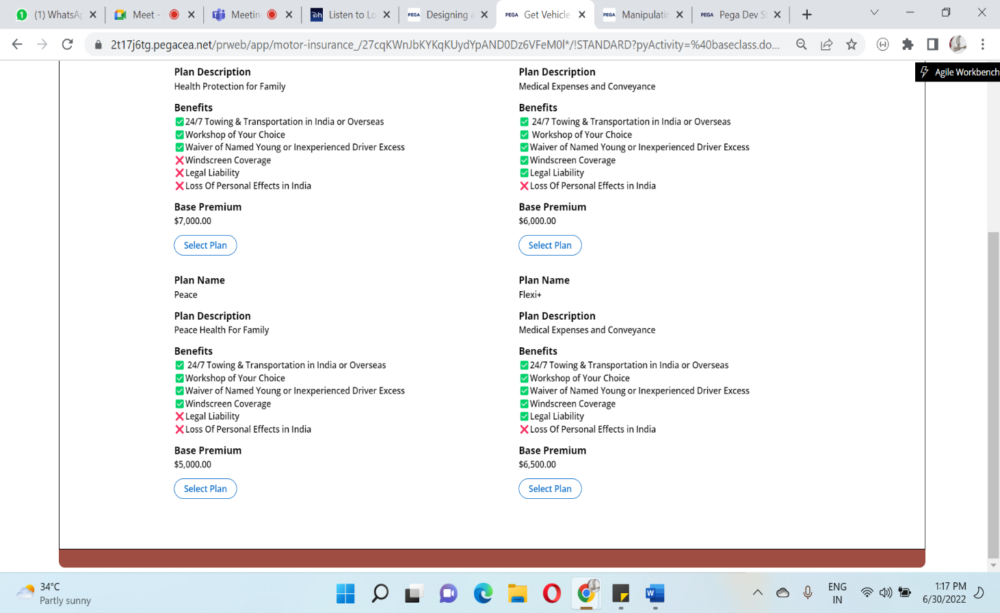 (1) WhatsA
Meet -
Meetin
Listen to Lo
PEGA Designing a
PEGA Get Vehicle
PEGA Manipulatin
PEGA Pega Dev S
2t17j6tg.pegacea.net/prweb/app/motor-insurance_/27cqKWnJbKYKqKUydYpAND0Dz6VFeM0l*/!STANDARD?pyActivity=%40baseclass.do...
Agile Workbench
Plan Description
Health Protection for Family
Benefits
24/7 Towing & Transportation in India or Overseas
Workshop of Your Choice
Waiver of Named Young or Inexperienced Driver Excess
Windscreen Coverage
Legal Liability
Loss Of Personal Effects in India
Base Premium
$7,000.00
Select Plan
Plan Description
Medical Expenses and Conveyance
Benefits
24/7 Towing & Transportation in India or Overseas
Workshop of Your Choice
Waiver of Named Young or Inexperienced Driver Excess
Windscreen Coverage
Legal Liability
Loss Of Personal Effects in India
Base Premium
$6,000.00
Select Plan
Plan Name
Peace
Plan Description
Peace Health For Family
Benefits
24/7 Towing & Transportation in India or Overseas
Workshop of Your Choice
Waiver of Named Young or Inexperienced Driver Excess
Windscreen Coverage
Legal Liability
Loss Of Personal Effects in India
Base Premium
$5,000.00
Select Plan
Plan Name
Flexi+
Plan Description
Medical Expenses and Conveyance
Benefits
24/7 Towing & Transportation in India or Overseas
Workshop of Your Choice
Waiver of Named Young or Inexperienced Driver Excess
Windscreen Coverage
Legal Liability
Loss Of Personal Effects in India
Base Premium
$6,500.00
Select Plan
34°C
Partly sunny
ENG
IN
1:17 PM
6/30/2022